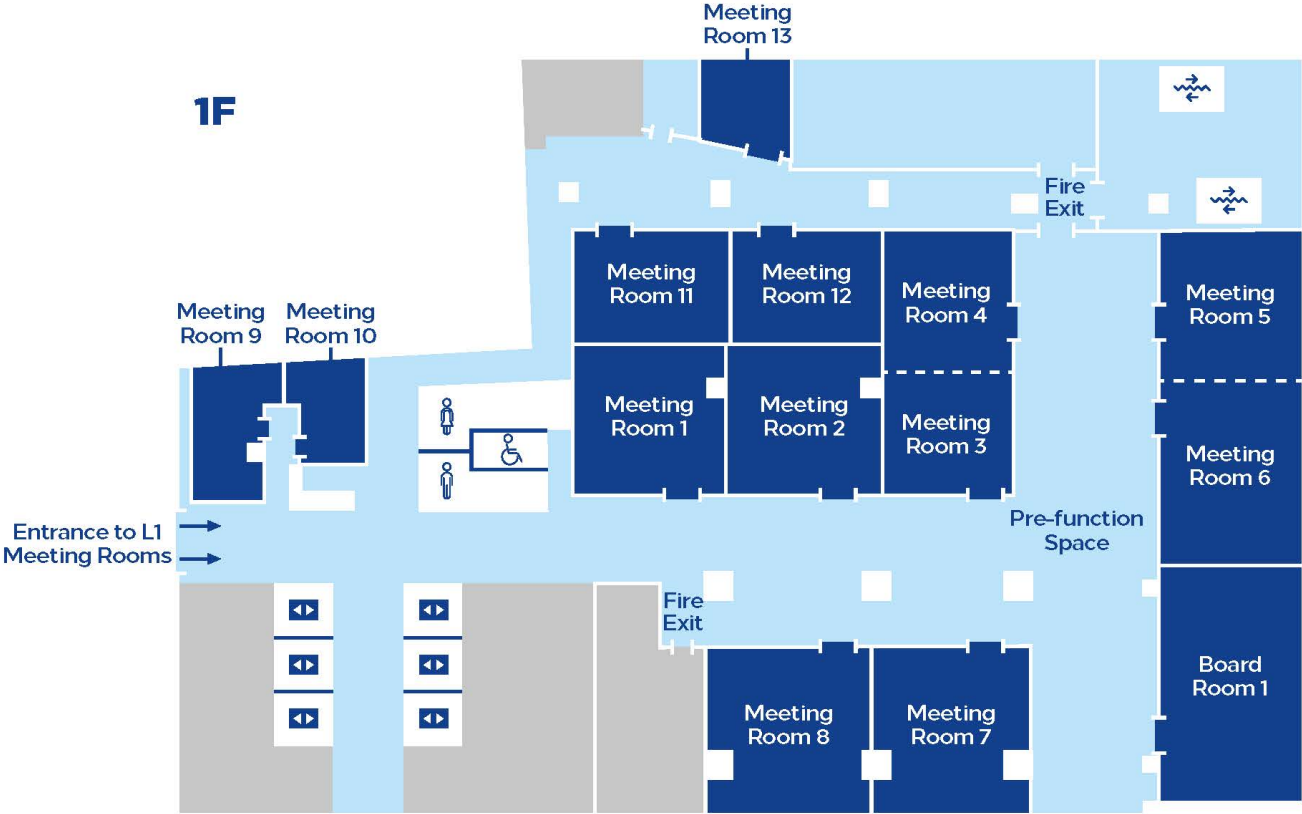 Meeting
Room 13
1F
Fire
Exit
Meeting
Room 11
Meeting
Room 12
Meeting
Room 4
Meeting
Room 5
Meeting
Room 9
Meeting
Room 10
Meeting
Room 1
Meeting
Room 2
Meeting
Room 3
Meeting
Room 6
Entrance to L1
Meeting Rooms
Pre-function
Space
Fire
Exit
Board
Room 1
Meeting
Room 8
Meeting
Room 7